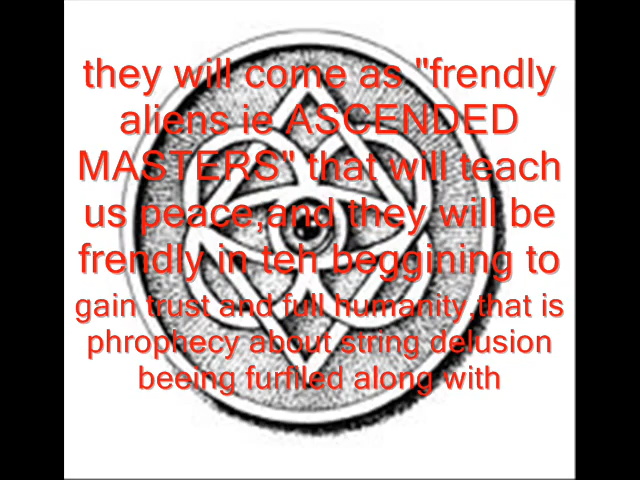 they will come as "frendly
aliens ie ASCENDED
MASTERS" that will teach
us peace,and they will be
frendly in teh beggining to
gain trust and full humanity,that is
phrophecy about string delusion
beeing furfiled along with